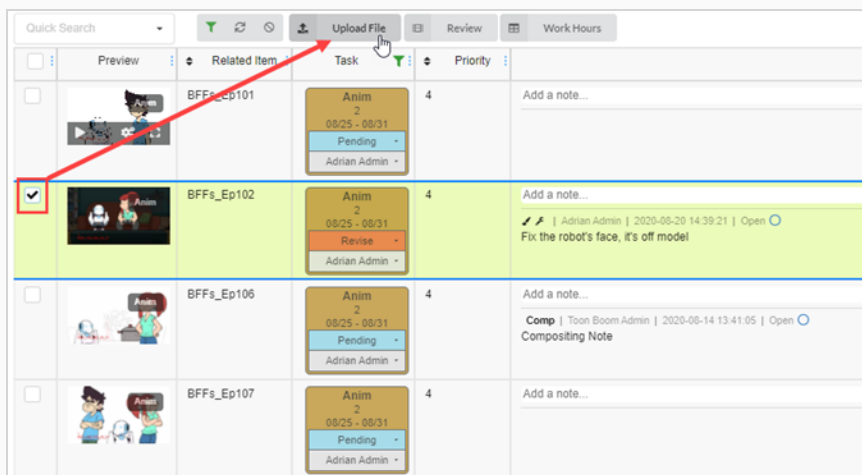 Quick Search
Upload File
Review
Work Hours
Preview
Related Item
Task
Priority
Anim
BFFs_Ep101
Anim
2
08/25 - 08/31
Pending
Adrian Admin
4
Add a note...
Anim
BFFs_Ep102
Anim
2
08/25 - 08/31
Revise
Adrian Admin
4
Add a note...
| Adrian Admin | 2020-08-20 14:39:21 | Open
Fix the robot's face, it's off model
Anim
BFFs_Ep106
Anim
2
08/25 - 08/31
Pending
Adrian Admin
4
Add a note...
Comp | Toon Boom Admin | 2020-08-14 13:41:05 | Open
Compositing Note
Anim
BFFs_Ep107
Anim
2
08/25 - 08/31
Pending
Adrian Admin
4
Add a note...